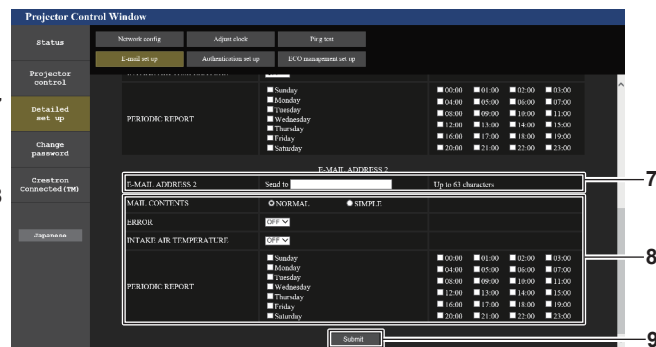 Projector Control Window
Status
Projector control
Detailed set up
Change password
Crestron Connected(TM)
Japanese
Network config Adjust clock Ping test
E-mail set up Authentication set up ECO management set up
PERIODIC REPORT
Sunday 00:00 01:00 02:00 03:00
Monday 04:00 05:00 06:00 07:00
Tuesday 08:00 09:00 10:00 11:00
Wednesday 12:00 13:00 14:00 15:00
Thursday
Friday 16:00 17:00 18:00 19:00
Saturday 20:00 21:00 22:00 23:00
E-MAIL ADDRESS 2
E-MAIL ADDRESS 2 Send to Up to 63 characters 7
MAIL CONTENTS NORMAL SIMPLE
ERROR OFF
INTAKE AIR TEMPERATURE OFF
PERIODIC REPORT
Sunday 00:00 01:00 02:00 03:00
Monday 04:00 05:00 06:00 07:00
Tuesday 08:00 09:00 10:00 11:00
Wednesday 12:00 13:00 14:00 15:00
Thursday
Friday 16:00 17:00 18:00 19:00
Saturday 20:00 21:00 22:00 23:00
8
Submit 9